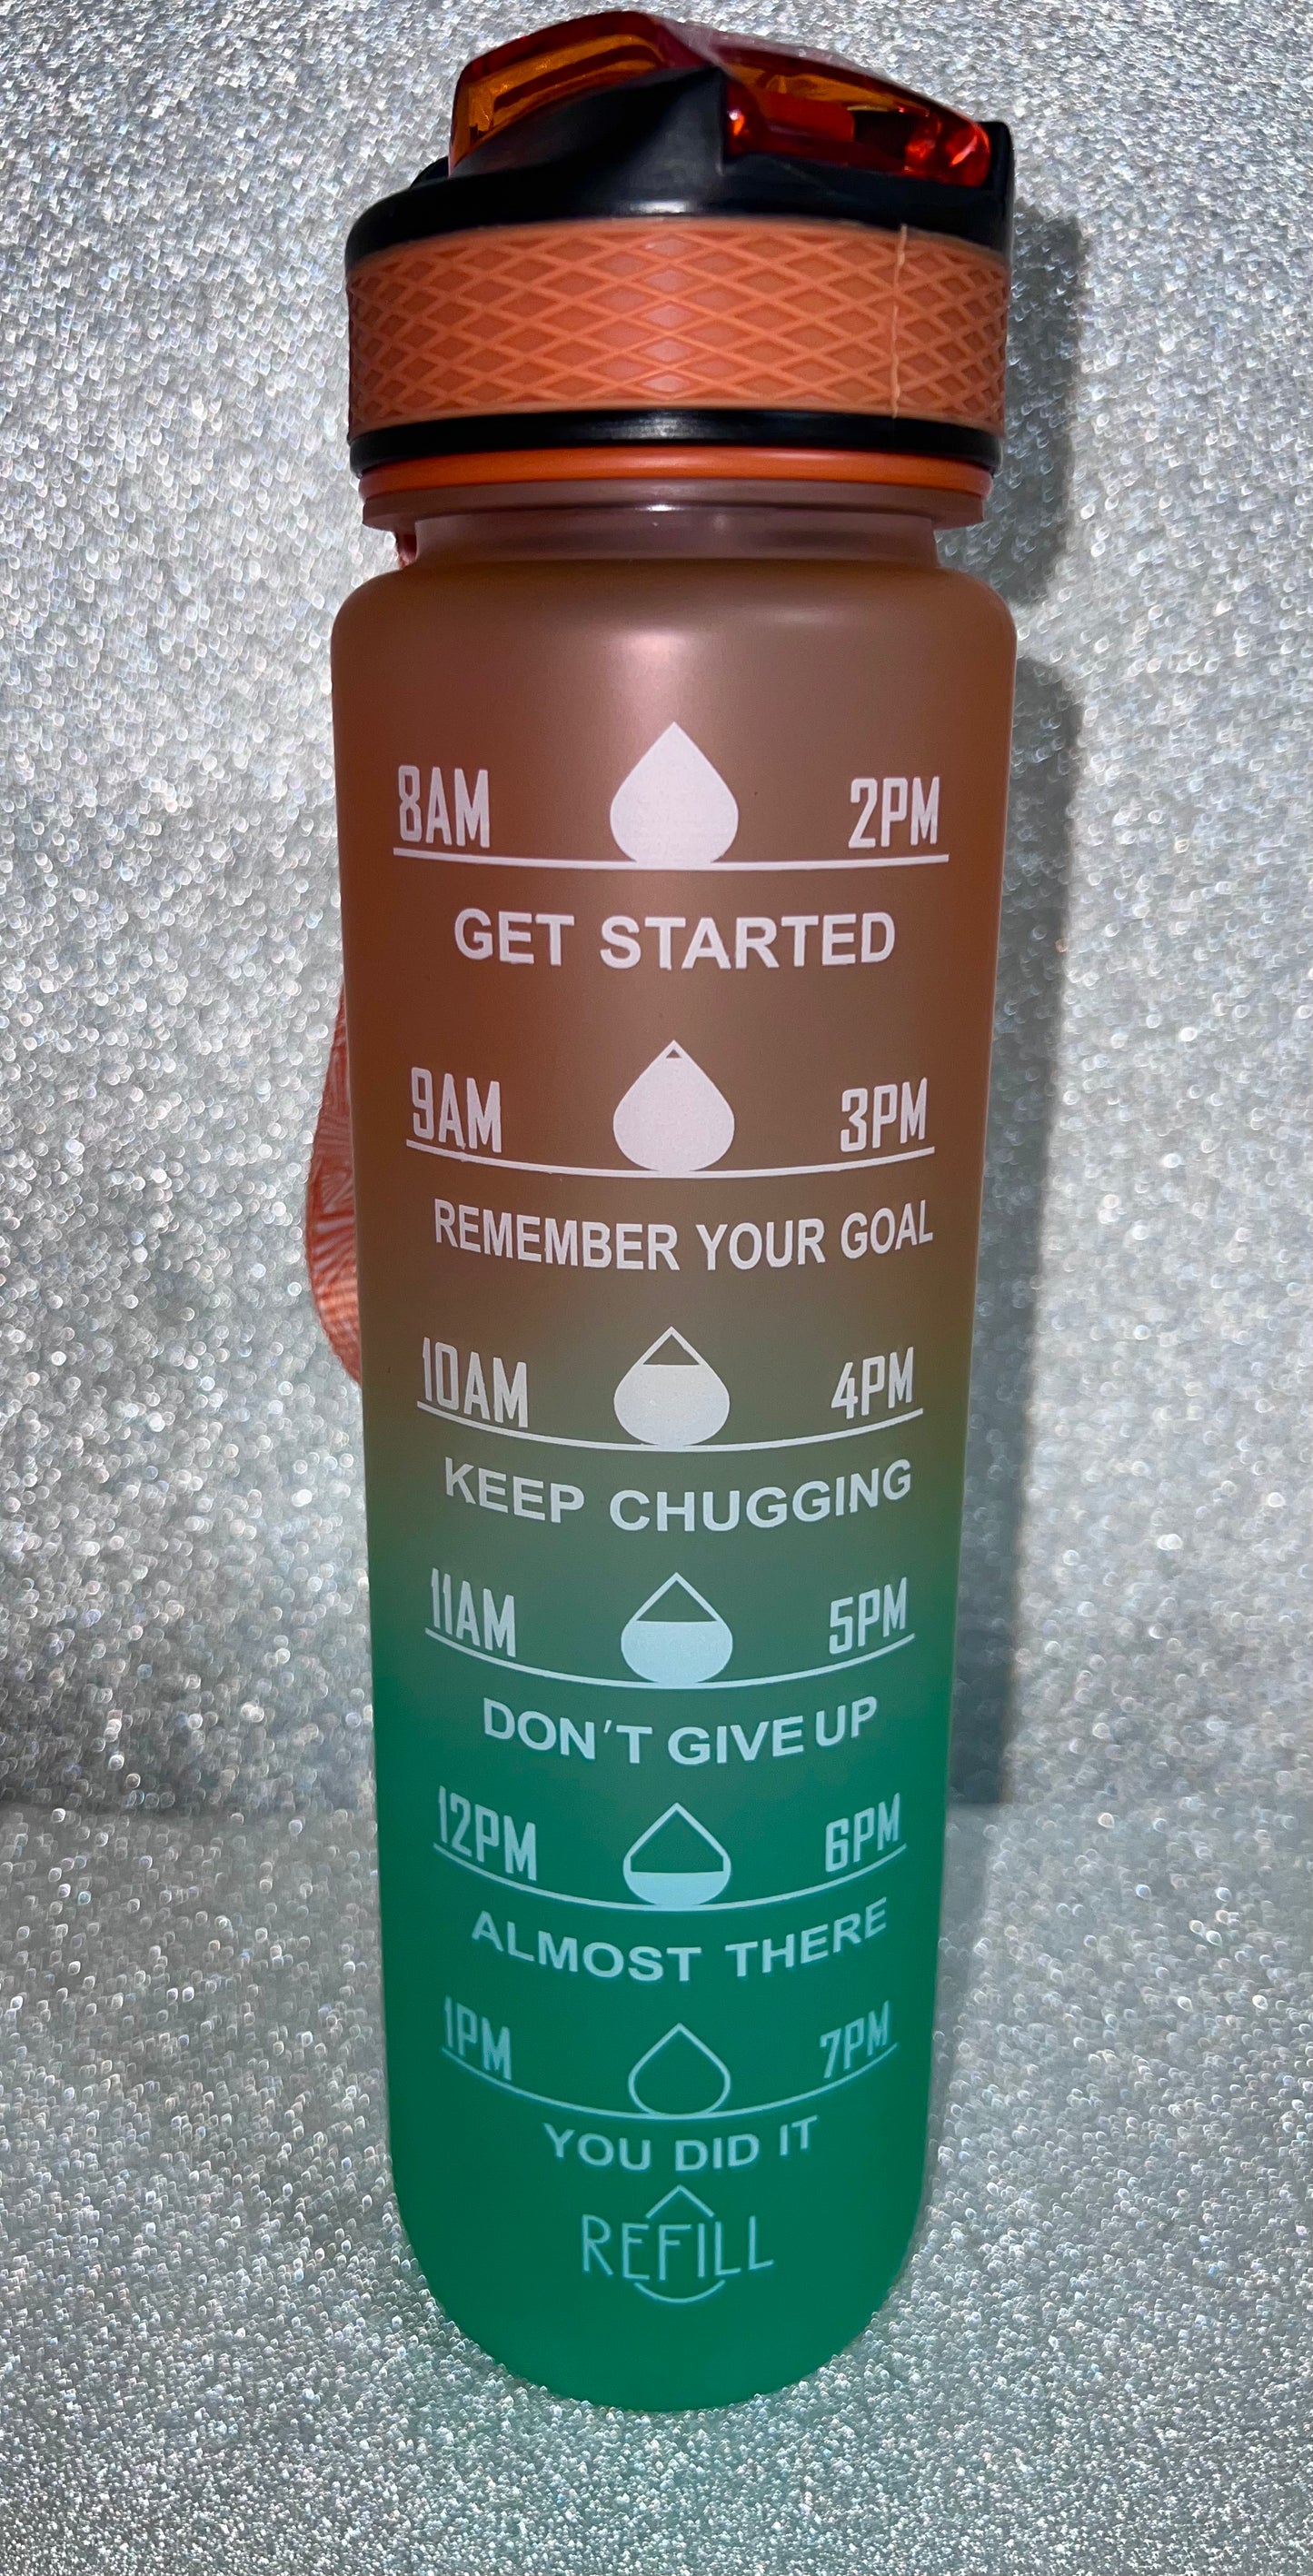 8AM 2PM
GET STARTED
9AM 3PM
REMEMBER YOUR GOAL
10AM 4PM
KEEP CHUGGING
11AM 5PM
DON'T GIVE UP
12PM 6PM
ALMOST THERE
1PM 7PM
YOU DID IT
REFILL